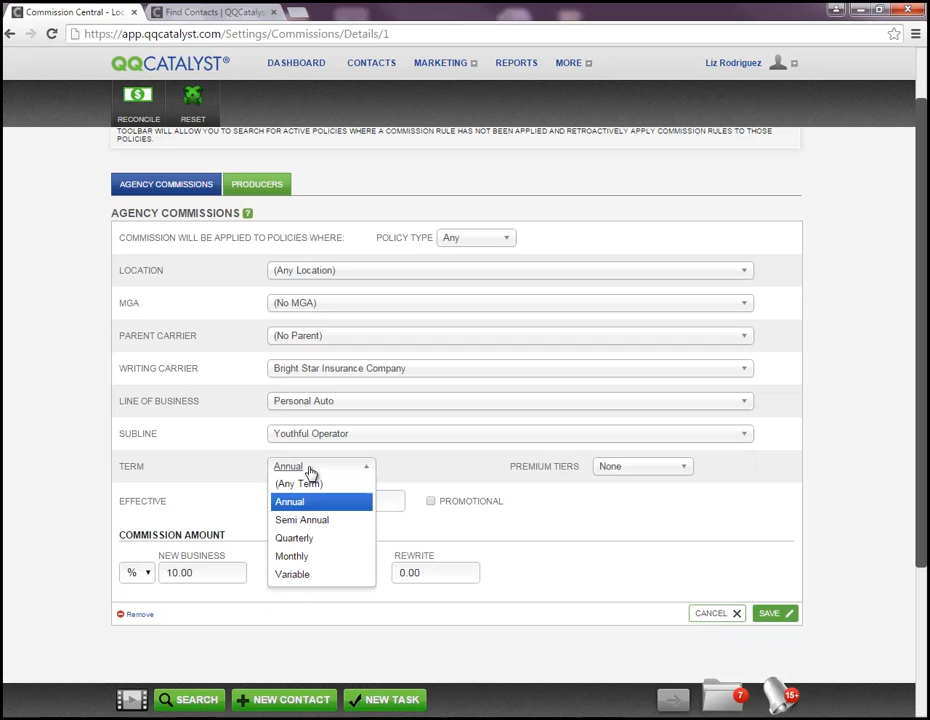 Commission Central - Loc × Find Contacts | QQCatalyst ×
https://app.qqcatalyst.com/Settings/Commissions/Details/1
QQCATALYST® DASHBOARD CONTACTS MARKETING REPORTS MORE Liz Rodriguez
$
RECONCILE RESET
TOOLBAR WILL ALLOW YOU TO SEARCH FOR ACTIVE POLICIES WHERE A COMMISSION RULE HAS NOT BEEN APPLIED AND RETROACTIVELY APPLY COMMISSION RULES TO THOSE
POLICIES.
AGENCY COMMISSIONS PRODUCERS
AGENCY COMMISSIONS ?
COMMISSION WILL BE APPLIED TO POLICIES WHERE: POLICY TYPE Any
LOCATION (Any Location)
MGA (No MGA)
PARENT CARRIER (No Parent)
WRITING CARRIER Bright Star Insurance Company
LINE OF BUSINESS Personal Auto
SUBLINE Youthful Operator
TERM Annual PREMIUM TIERS None
(Any Term)
Annual
EFFECTIVE PROMOTIONAL
Semi Annual
COMMISSION AMOUNT
Quarterly
NEW BUSINESS Monthly REWRITE
% 10.00 Variable 0.00
Remove CANCEL X SAVE
SEARCH NEW CONTACT NEW TASK 7 15+